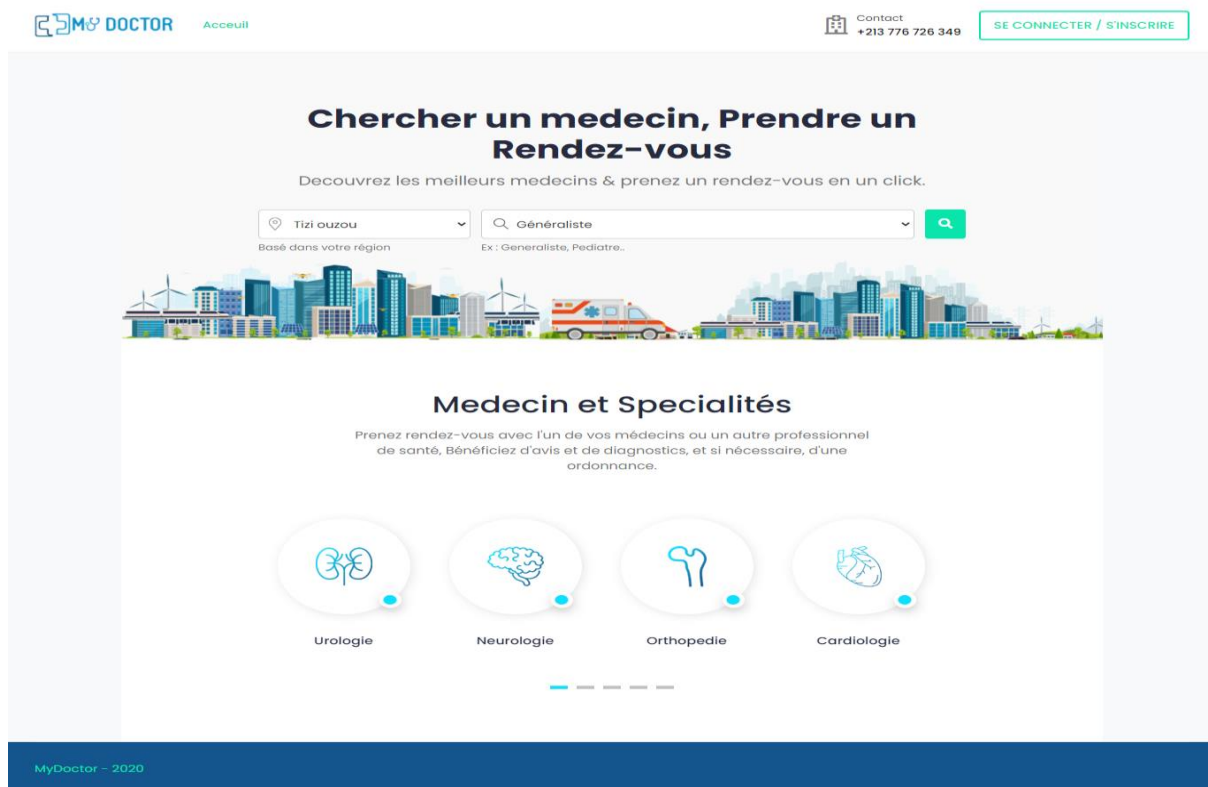 MY DOCTOR
Acceuil
Contact
+213 776 726 349
SE CONNECTER / S'INSCRIRE
Chercher un medecin, Prendre un
Rendez-vous
Decouvrez les meilleurs medecins & prenez un rendez-vous en un click.
Tizi ouzou
Généraliste
Basé dans votre région
Ex : Generaliste, Pediatre..
Medecin et Specialités
Prenez rendez-vous avec l'un de vos médecins ou un autre professionnel
de santé, Bénéficiez d'avis et de diagnostics, et si nécessaire, d'une
ordonnance.
Urologie
Neurologie
Orthopedie
Cardiologie
MyDoctor - 2020